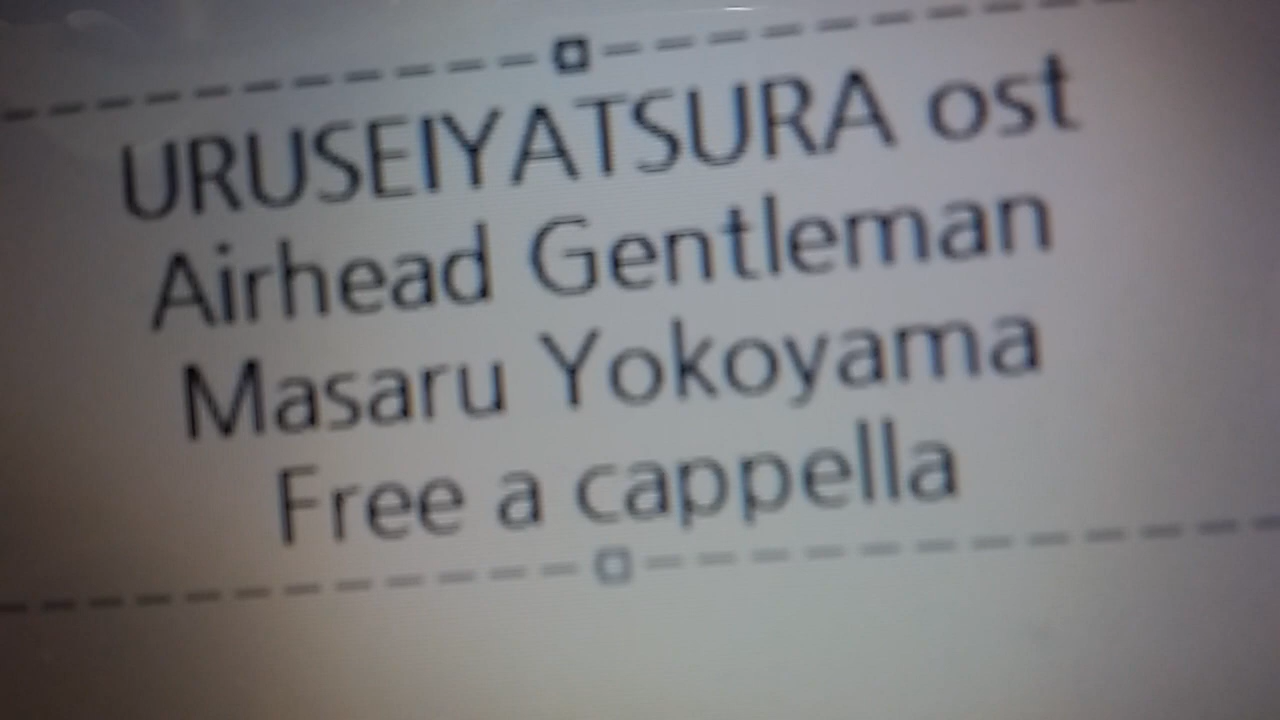 URUSEIYATSURA ost
Airhead Gentleman
Masaru Yokoyama
Free a cappella